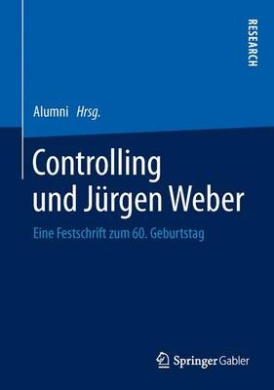 RESEARCH
Alumni Hrsg.
Controlling
und Jürgen Weber
Eine Festschrift zum 60. Geburtstag
Springer Gabler